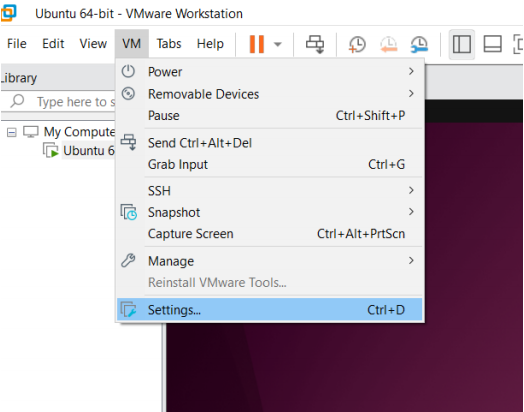 Ubuntu 64-bit - VMware Workstation
File Edit View VM Tabs Help
Library
Type here to s
My Compute
Ubuntu 6
Power
Removable Devices
Pause Ctrl+Shift+P
Send Ctrl+Alt+Del
Grab Input Ctrl+G
SSH
Snapshot
Capture Screen Ctrl+Alt+PrtScn
Manage
Reinstall VMware Tools...
Settings... Ctrl+D